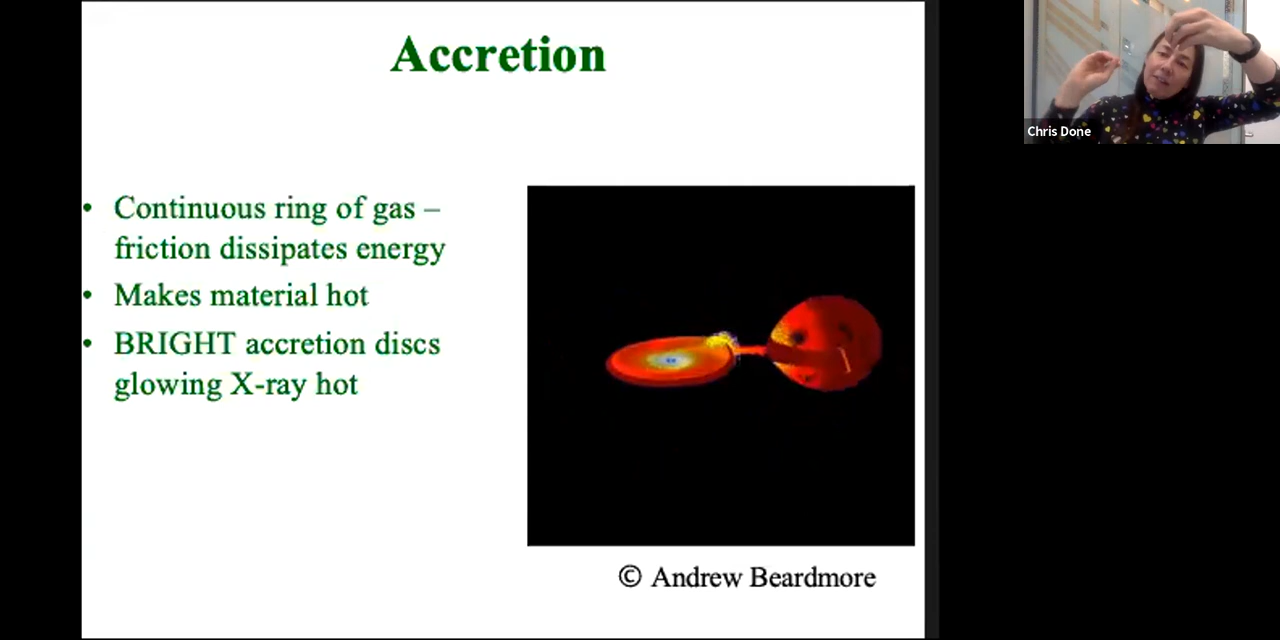 Accretion
• Continuous ring of gas –
friction dissipates energy
• Makes material hot
• BRIGHT accretion discs
glowing X-ray hot
© Andrew Beardmore
Chris Done